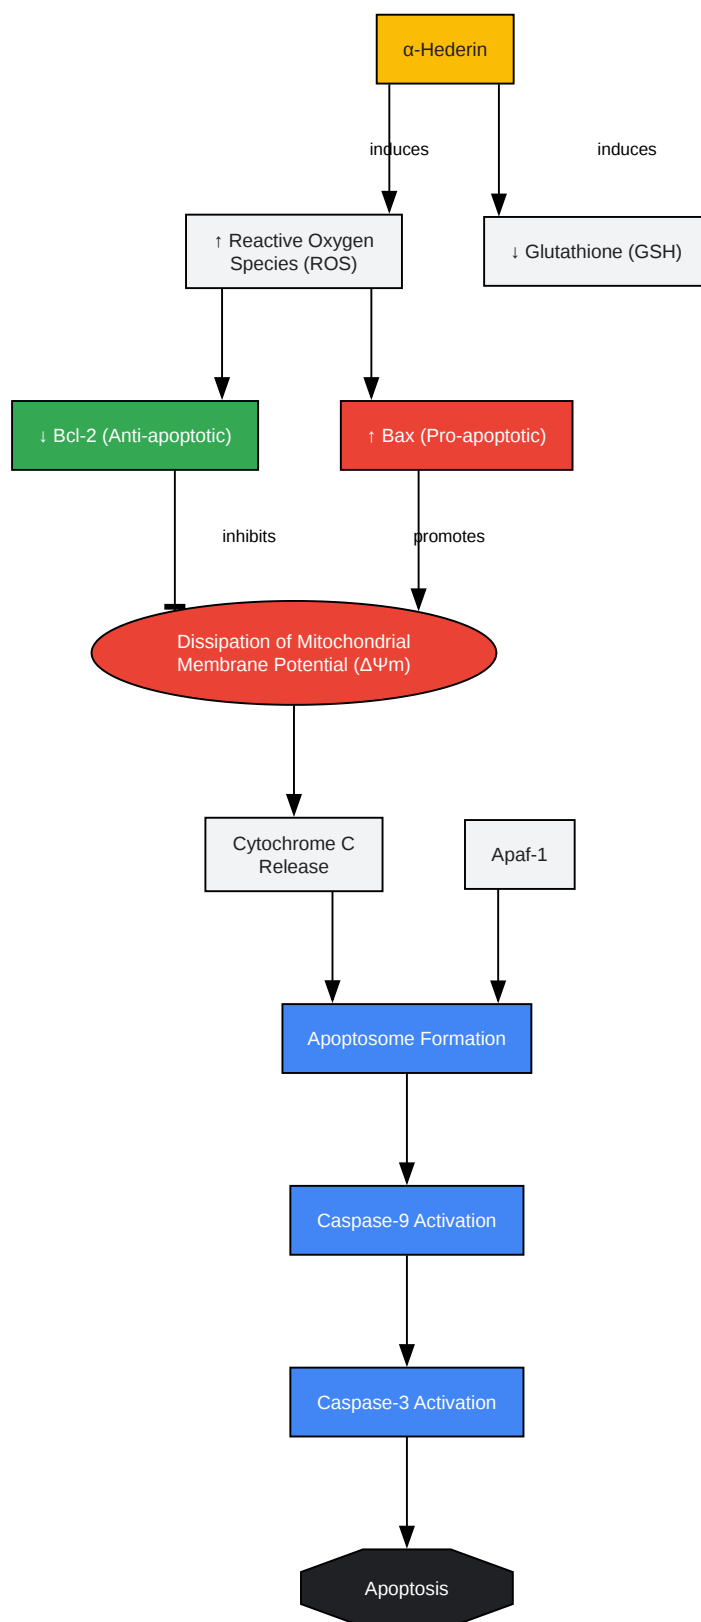 α-Hederin
induces
induces
↑ Reactive Oxygen
Species (ROS)
↓ Glutathione (GSH)
↓ Bcl-2 (Anti-apoptotic)
↑ Bax (Pro-apoptotic)
inhibits
promotes
Dissipation of Mitochondrial
Membrane Potential (ΔΨm)
Cytochrome C
Release
Apaf-1
Apoptosome Formation
Caspase-9 Activation
Caspase-3 Activation
Apoptosis